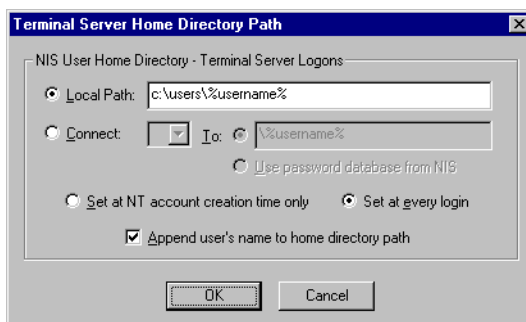 Terminal Server Home Directory Path
NIS User Home Directory - Terminal Server Logons
Local Path: c:\users\%username%
Connect: To: \%username%
Use password database from NIS
Set at NT account creation time only Set at every login
Append user's name to home directory path
OK Cancel